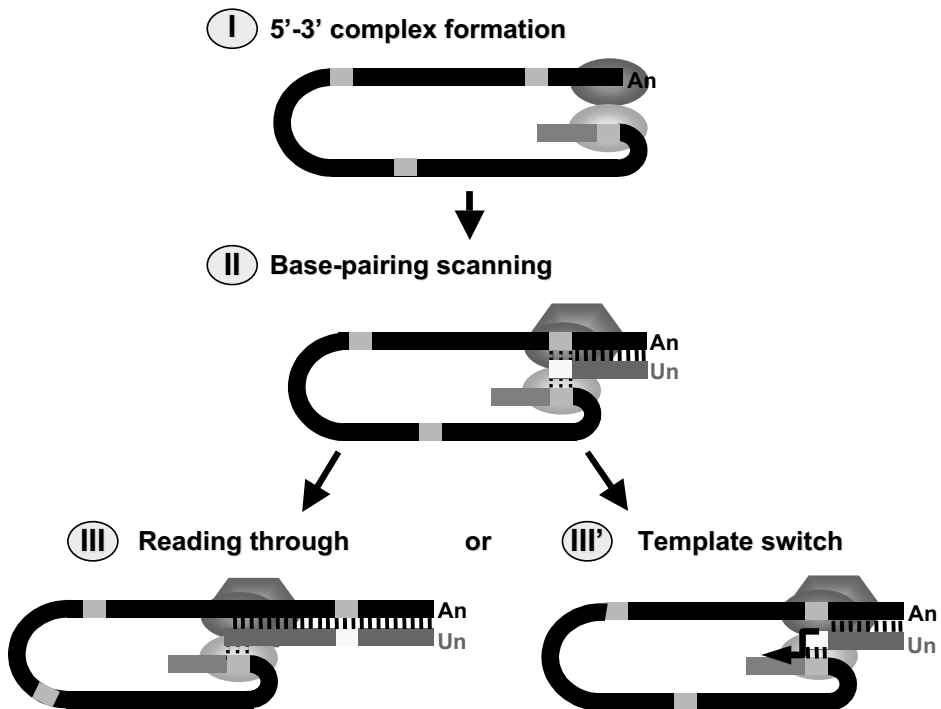 I 5’-3’ complex formation
An
II Base-pairing scanning
An
Un
III Reading through or III’ Template switch
An An
Un Un